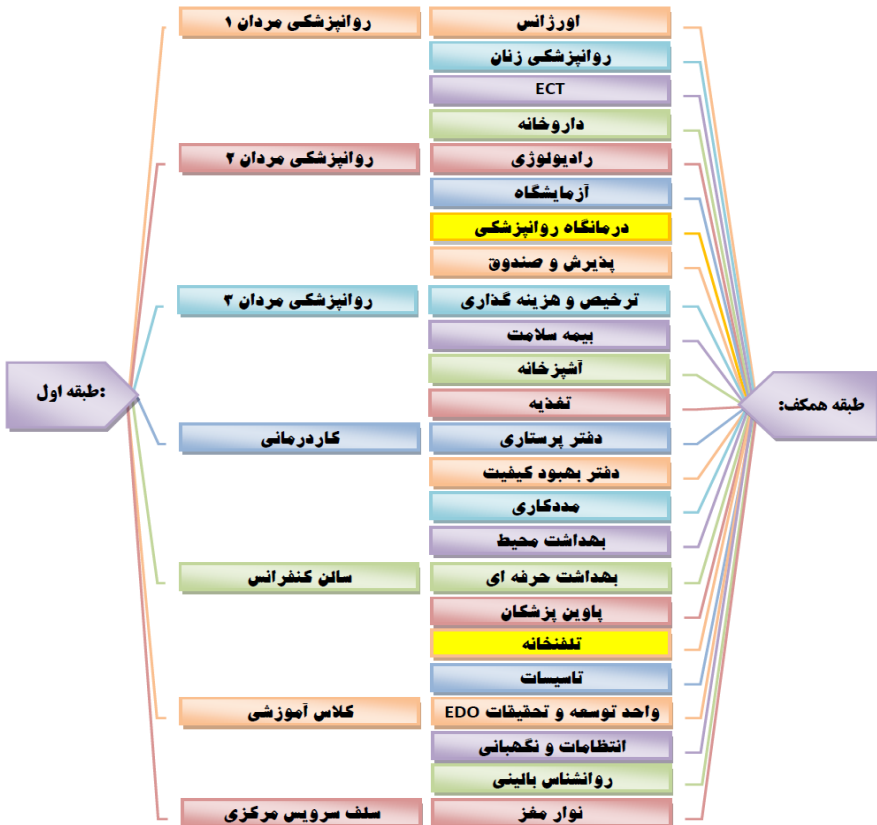 طبقه همکف:
اورژانس
روانپزشکی زنان
ECT
داروخانه
رادیولوژی
آزمایشگاه
درمانگاه روانپزشکی
پذیرش و صندوق
ترخیص و هزینه گذاری
بیمه سلامت
آشپزخانه
تغذیه
دفتر پرستاری
دفتر بهبود کیفیت
مددکاری
بهداشت محیط
بهداشت حرفه ای
پاوین پزشکان
تلفنخانه
تاسیسات
واحد توسعه و تحقیقات EDO
انتظامات و نگهبانی
روانشناس بالینی
نوار مغز
:طبقه اول
روانپزشکی مردان ۱
روانپزشکی مردان ۲
روانپزشکی مردان ۳
کاردرمانی
سالن کنفرانس
کلاس آموزشی
سلف سرویس مرکزی